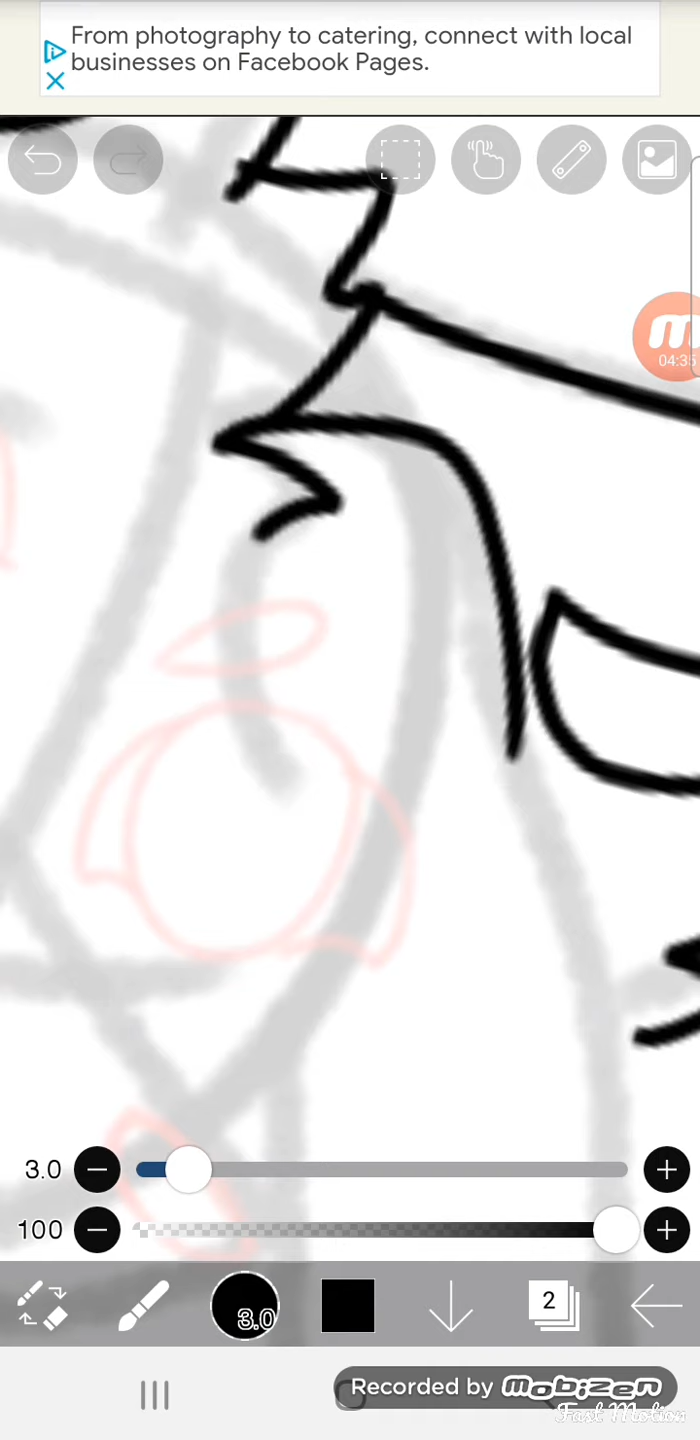 From photography to catering, connect with local
businesses on Facebook Pages.
04:35
3.0
100
3.0
2
Recorded by mobizen
Fast Motion